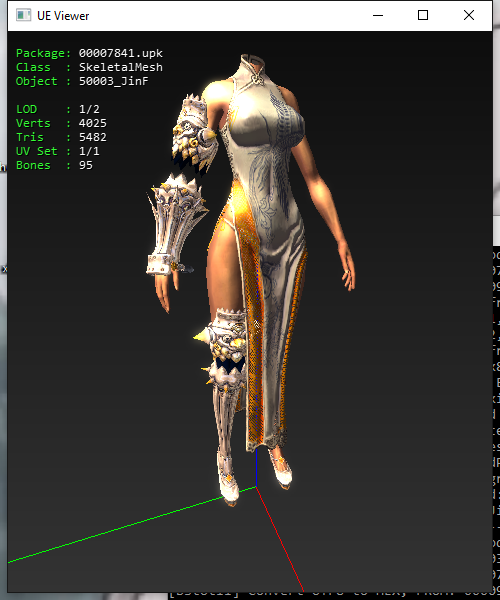 UE Viewer
Package: 00007841.upk
Class : SkeletalMesh
Object : 50003_JinF
LOD : 1/2
Verts : 4025
Tris : 5482
UV Set : 1/1
Bones : 95